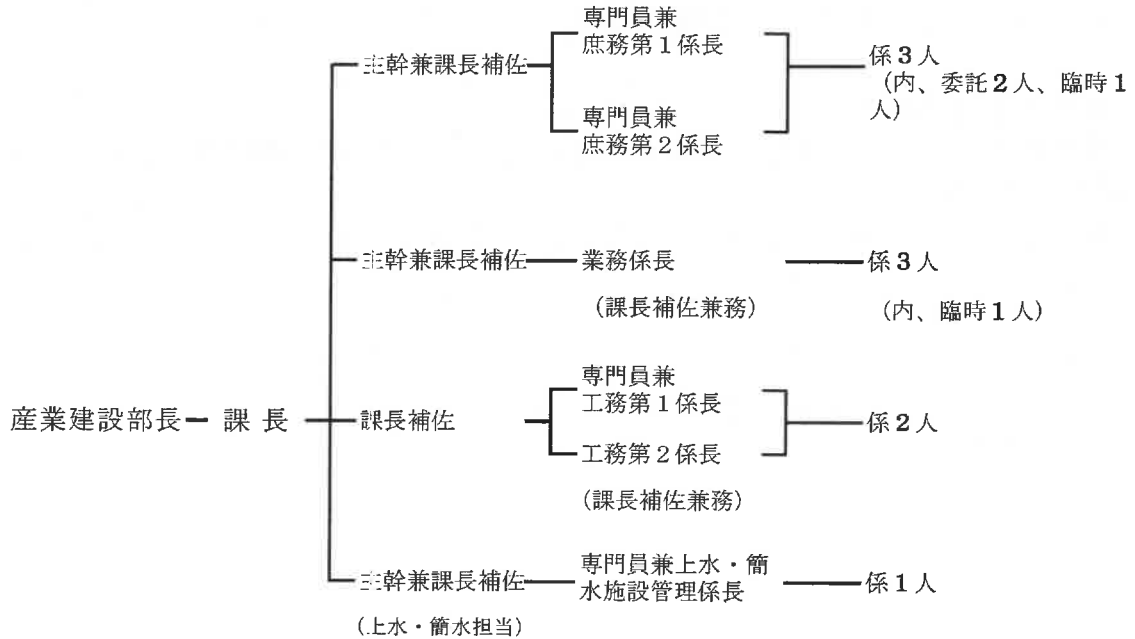 専門員兼
庶務第１係長
主幹兼課長補佐
係３人
(内、委託２人、臨時１
人)
専門員兼
庶務第２係長
主幹兼課長補佐
業務係長
係３人
(課長補佐兼務)
(内、臨時１人)
専門員兼
工務第１係長
産業建設部長
課 長
課長補佐
係２人
工務第２係長
(課長補佐兼務)
主幹兼課長補佐
専門員兼上水・簡
水施設管理係長
係１人
(上水・簡水担当)